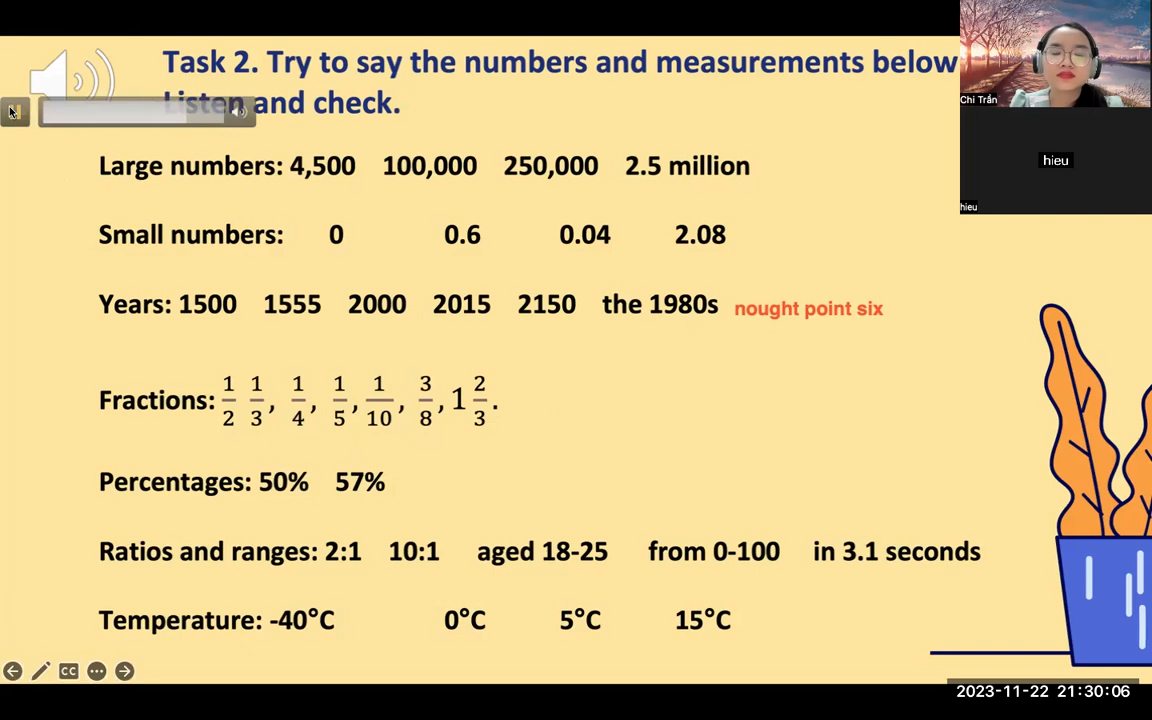 Task 2. Try to say the numbers and measurements below
Listen and check.
Chi Trần
hieu
hieu
Large numbers: 4,500 100,000 250,000 2.5 million
Small numbers: 0 0.6 0.04 2.08
Years: 1500 1555 2000 2015 2150 the 1980s nought point six
Fractions: 1/2 1/3, 1/4, 1/5, 1/10, 3/8, 1 2/3.
Percentages: 50% 57%
Ratios and ranges: 2:1 10:1 aged 18-25 from 0-100 in 3.1 seconds
Temperature: -40°C 0°C 5°C 15°C
CC
2023-11-22 21:30:06